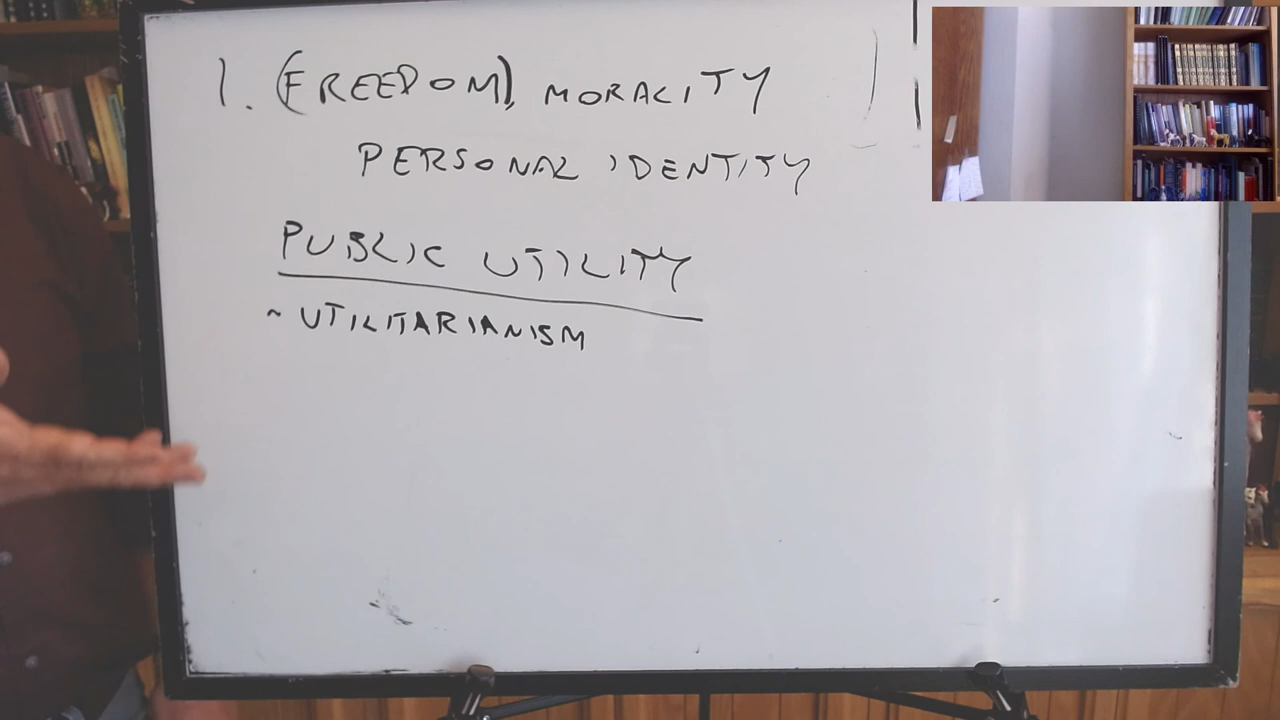 1. (FREEDOM), MORALITY
PERSONAL IDENTITY
PUBLIC UTILITY
~ UTILITARIANISM